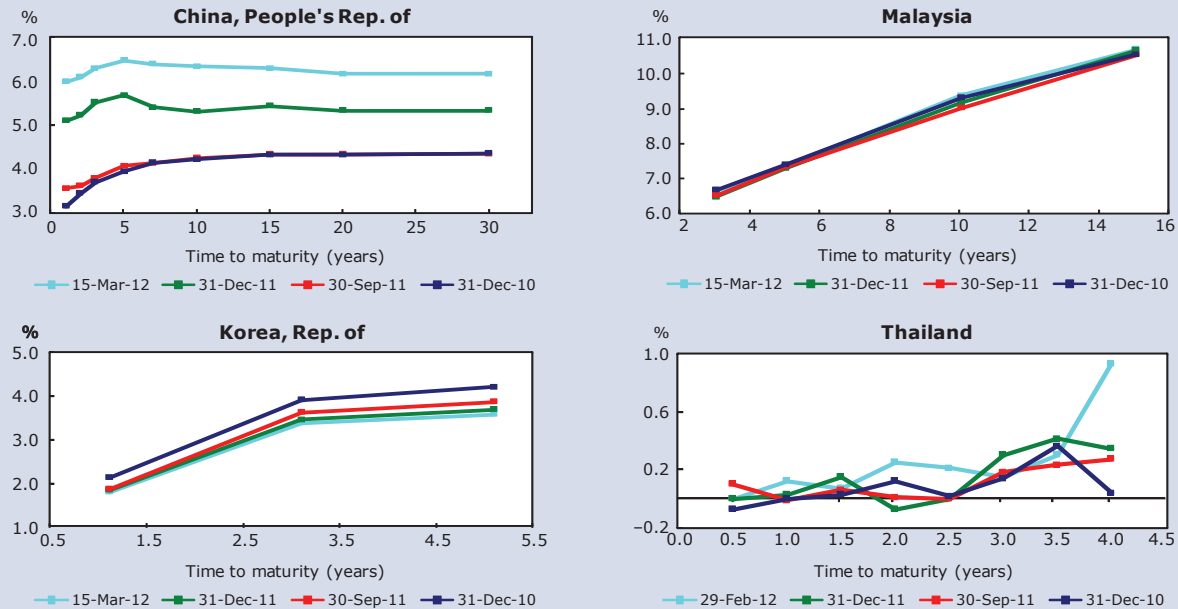 China, People's Rep. of
%
7.0
6.0
5.0
4.0
3.0
0 5 10 15 20 25 30
Time to maturity (years)
15-Mar-12 31-Dec-11 30-Sep-11 31-Dec-10
Malaysia
%
11.0
10.0
9.0
8.0
7.0
6.0
2 4 6 8 10 12 14 16
Time to maturity (years)
15-Mar-12 31-Dec-11 30-Sep-11 31-Dec-10
Korea, Rep. of
%
5.0
4.0
3.0
2.0
1.0
0.5 1.5 2.5 3.5 4.5 5.5
Time to maturity (years)
15-Mar-12 31-Dec-11 30-Sep-11 31-Dec-10
Thailand
%
1.0
0.6
0.2
–0.2
0.0 0.5 1.0 1.5 2.0 2.5 3.0 3.5 4.0 4.5
Time to maturity (years)
29-Feb-12 31-Dec-11 30-Sep-11 31-Dec-10